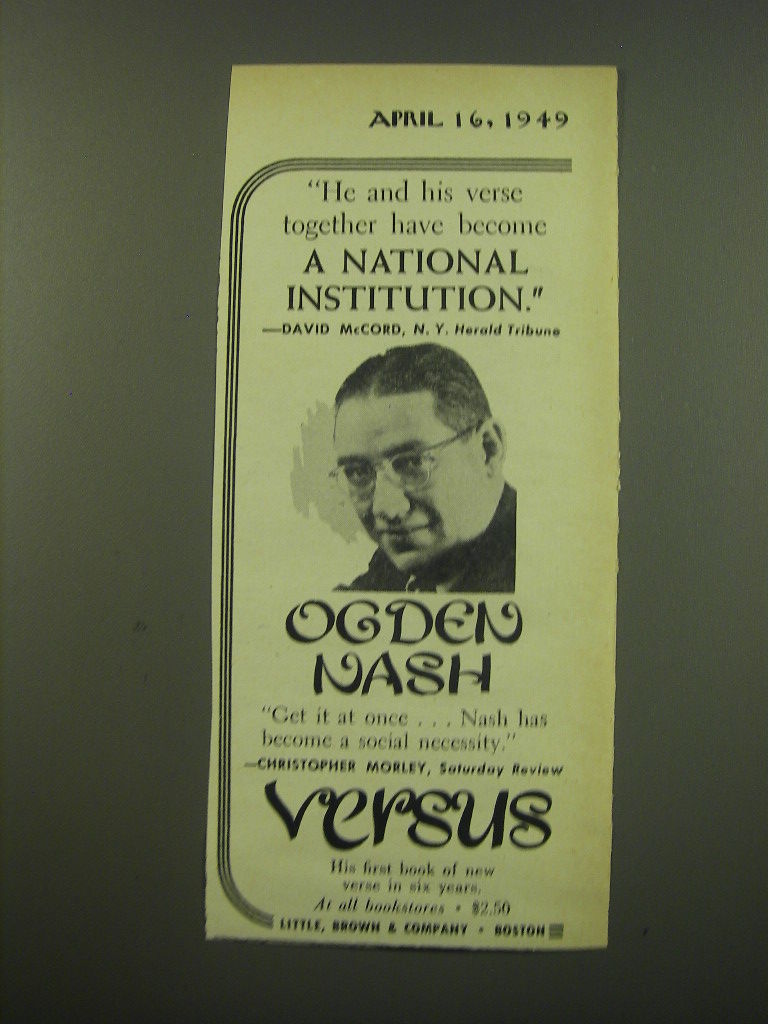 APRIL 16, 1949
"He and his verse
together have become
A NATIONAL
INSTITUTION."
—DAVID McCORD, N. Y. Herald Tribune
OGDEN
NASH
"Get it at once . . . Nash has
become a social necessity."
—CHRISTOPHER MORLEY, Saturday Review
VERSUS
His first book of new
verse in six years.
At all bookstores • $2.50
LITTLE, BROWN & COMPANY • BOSTON